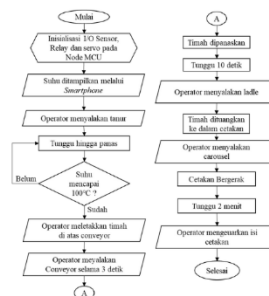 Mulai
Inisialisasi I/O Sensor,
Relay dan servo pada
Node MCU
Suhu ditampilkan melalui
Smartphase
Operator menyalakan tanur
Tunggu hingga panas
Belum
Suhu
mencapai
100°C ?
Sudah
Operator meletakkan timah
di atas conveyor
Operator meyalakan
Conveyor selama 3 detik
A
A
Timah dipanaskan
Tunggu 10 detik
Operator menyalakan ladle
Timah dituangkan
ke dalam cetakan
Operator menyalakan
carousel
Cetakan Bergerak
Tunggu 2 menit
Operator mengeuarkan isi
cetakan
Selesai